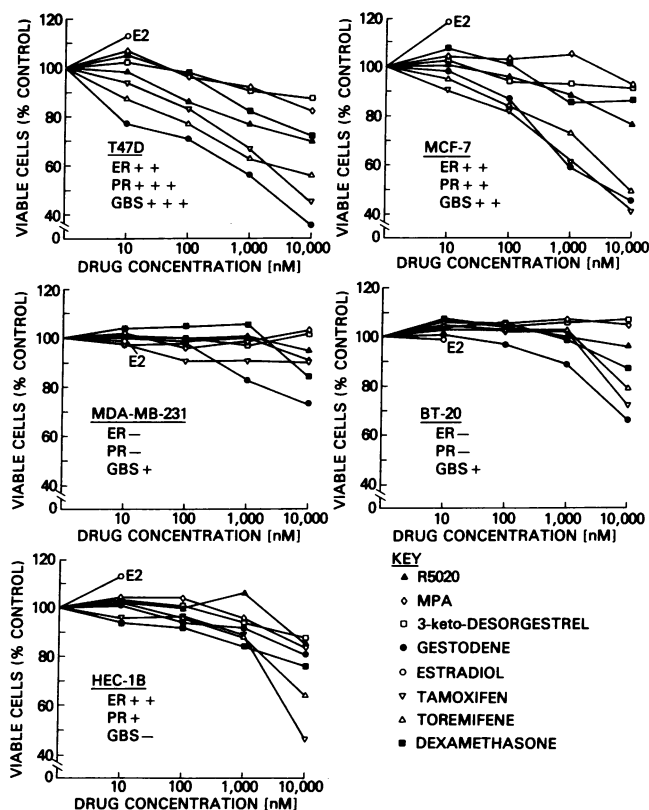 VIABLE CELLS (% CONTROL)
120
100
80
60
40
0
E2
T47D
ER + +
PR + + +
GBS + + +
10 100 1,000 10,000
DRUG CONCENTRATION [nM]
VIABLE CELLS (% CONTROL)
120
100
80
60
40
0
E2
MCF-7
ER + +
PR + +
GBS + +
10 100 1,000 10,000
DRUG CONCENTRATION [nM]
VIABLE CELLS (% CONTROL)
120
100
80
60
40
0
E2
MDA-MB-231
ER —
PR —
GBS +
10 100 1,000 10,000
DRUG CONCENTRATION [nM]
VIABLE CELLS (% CONTROL)
120
100
80
60
40
0
E2
BT-20
ER —
PR —
GBS +
10 100 1,000 10,000
DRUG CONCENTRATION [nM]
VIABLE CELLS (% CONTROL)
120
100
80
60
40
0
E2
HEC-1B
ER + +
PR +
GBS —
10 100 1,000 10,000
DRUG CONCENTRATION [nM]
KEY
R5020
MPA
3-keto-DESORGESTREL
GESTODENE
ESTRADIOL
TAMOXIFEN
TOREMIFENE
DEXAMETHASONE